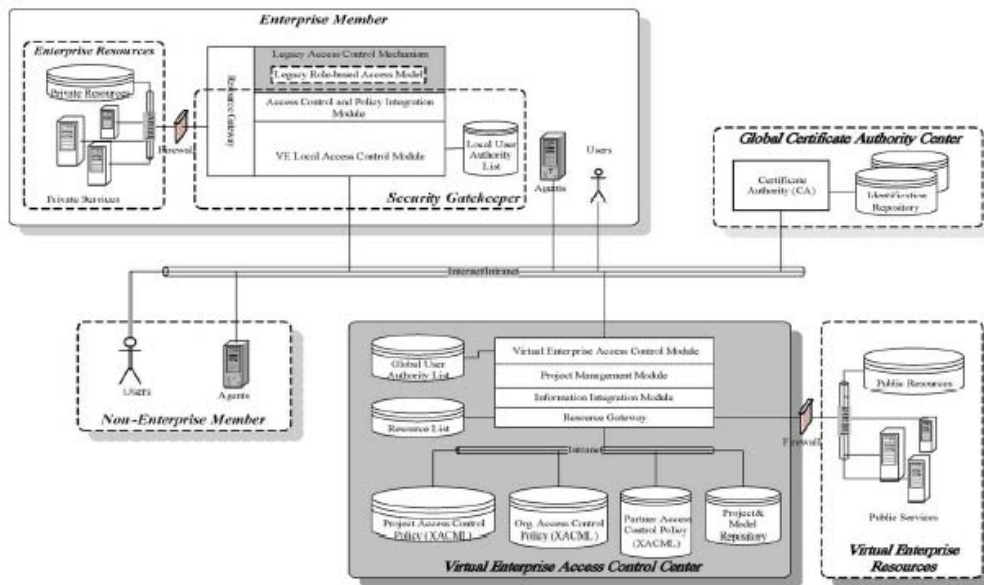 Enterprise Member
Enterprise Resources
Private Resources
Intranet
Private Services
Firewall
Resource Gateway
Legacy Access Control Mechanism
Legacy Role-based Access Model
Access Control and Policy Integration
Module
VE Local Access Control Module
Local User
Authority
List
Security Gatekeeper
Agents
Users
Global Certificate Authority Center
Certificate
Authority (CA)
Identification
Repository
Internet/Intranet
Users
Agents
Non-Enterprise Member
Global User
Authority List
Resource List
Virtual Enterprise Access Control Module
Project Management Module
Information Integration Module
Resource Gateway
Intranet
Project Access Control
Policy (XACML)
Org. Access Control
Policy (XACML)
Partner Access
Control Policy
(XACML)
Project&
Model
Repository
Virtual Enterprise Access Control Center
Firewall
Intranet
Public Resources
Public Services
Virtual Enterprise
Resources